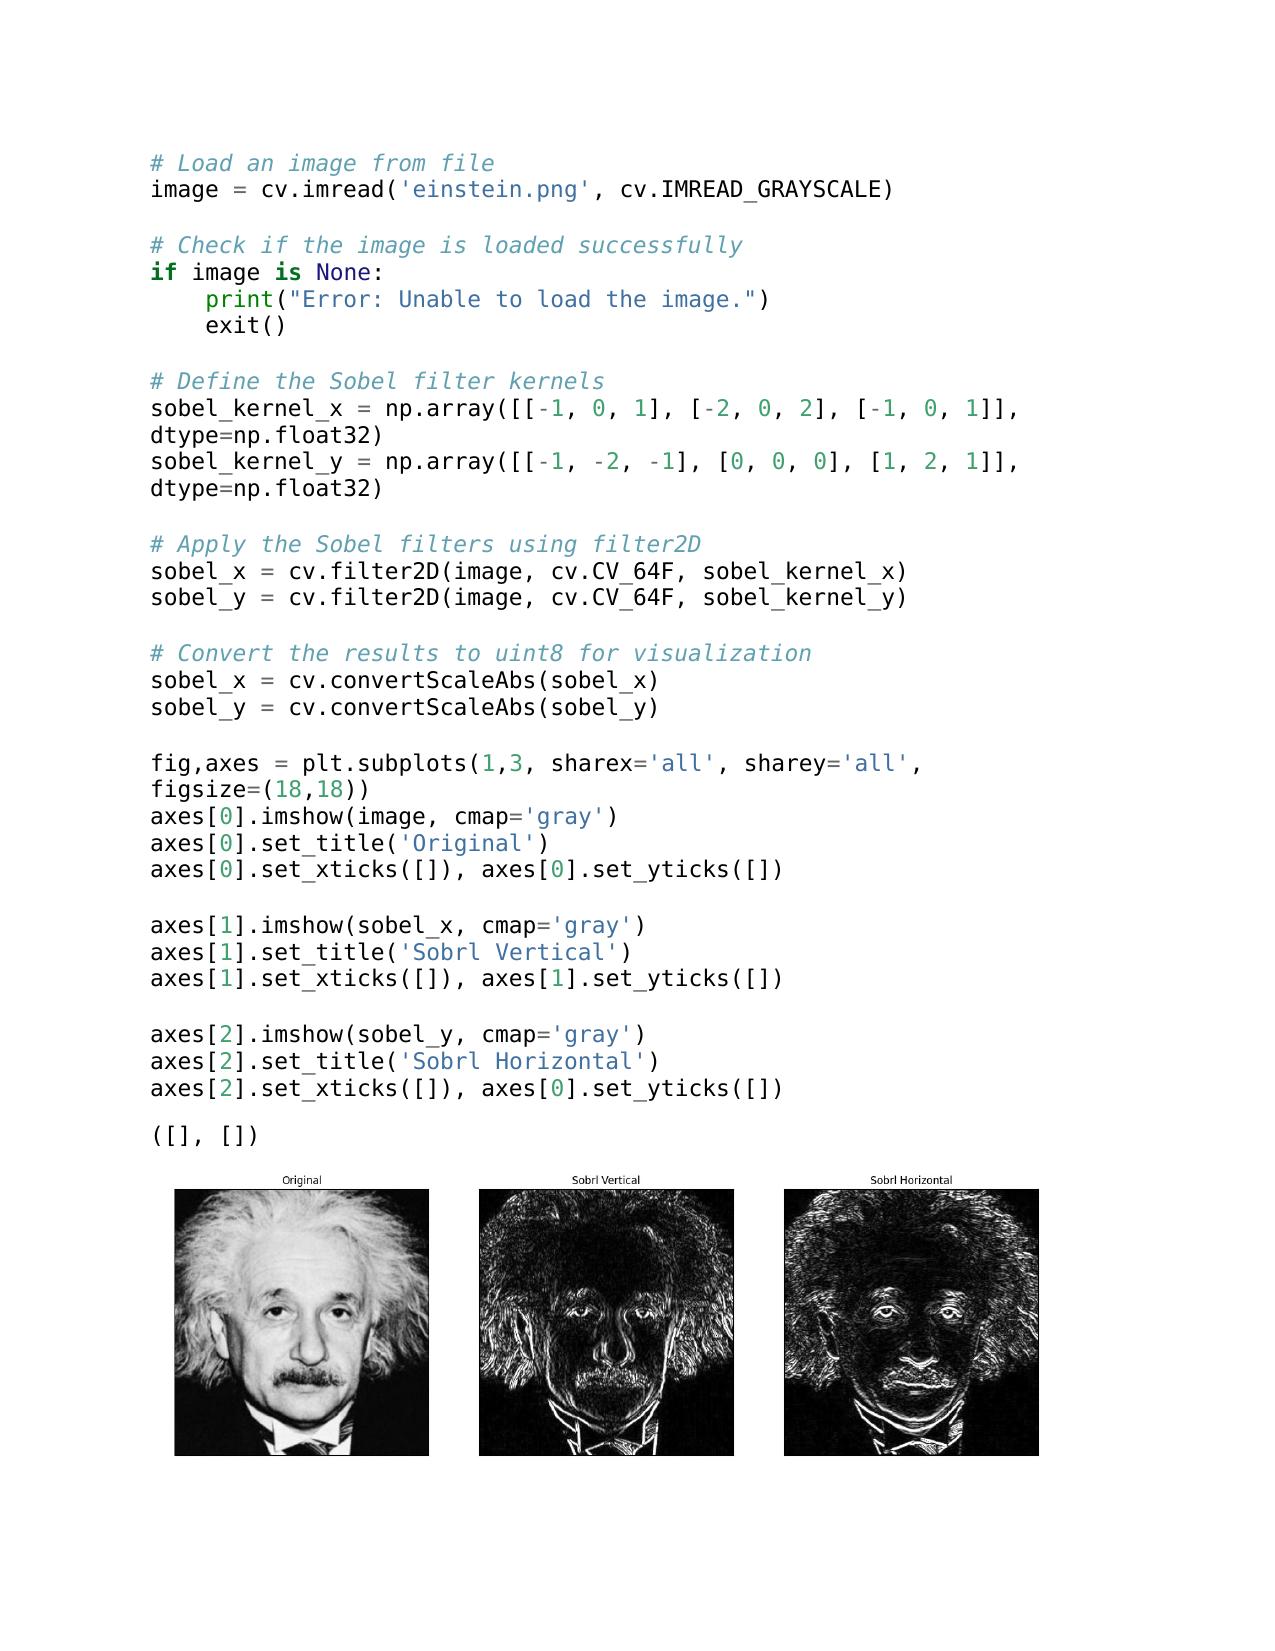 # Load an image from file
image = cv.imread('einstein.png', cv.IMREAD_GRAYSCALE)
# Check if the image is loaded successfully
if image is None:
    print("Error: Unable to load the image.")
    exit()
# Define the Sobel filter kernels
sobel_kernel_x = np.array([[-1, 0, 1], [-2, 0, 2], [-1, 0, 1]],
dtype=np.float32)
sobel_kernel_y = np.array([[-1, -2, -1], [0, 0, 0], [1, 2, 1]],
dtype=np.float32)
# Apply the Sobel filters using filter2D
sobel_x = cv.filter2D(image, cv.CV_64F, sobel_kernel_x)
sobel_y = cv.filter2D(image, cv.CV_64F, sobel_kernel_y)
# Convert the results to uint8 for visualization
sobel_x = cv.convertScaleAbs(sobel_x)
sobel_y = cv.convertScaleAbs(sobel_y)
fig,axes = plt.subplots(1,3, sharex='all', sharey='all',
figsize=(18,18))
axes[0].imshow(image, cmap='gray')
axes[0].set_title('Original')
axes[0].set_xticks([]), axes[0].set_yticks([])
axes[1].imshow(sobel_x, cmap='gray')
axes[1].set_title('Sobrl Vertical')
axes[1].set_xticks([]), axes[1].set_yticks([])
axes[2].imshow(sobel_y, cmap='gray')
axes[2].set_title('Sobrl Horizontal')
axes[2].set_xticks([]), axes[0].set_yticks([])
([], [])
Original
Sobrl Vertical
Sobrl Horizontal